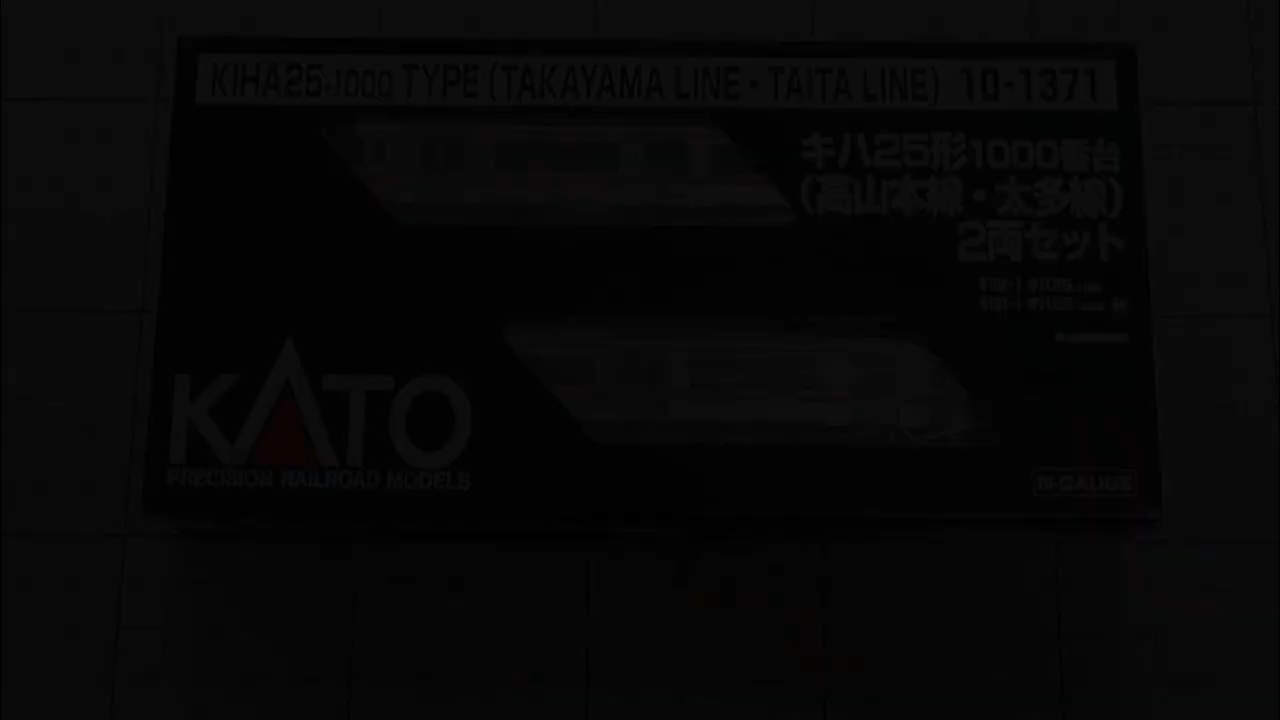 KIHA25-1000 TYPE (TAKAYAMA LINE・TAITA LINE) 10-1371
キハ25形1000番台
(高山本線・太多線)
2両セット
KATO
PRECISION RAILROAD MODELS
N-GAUGE